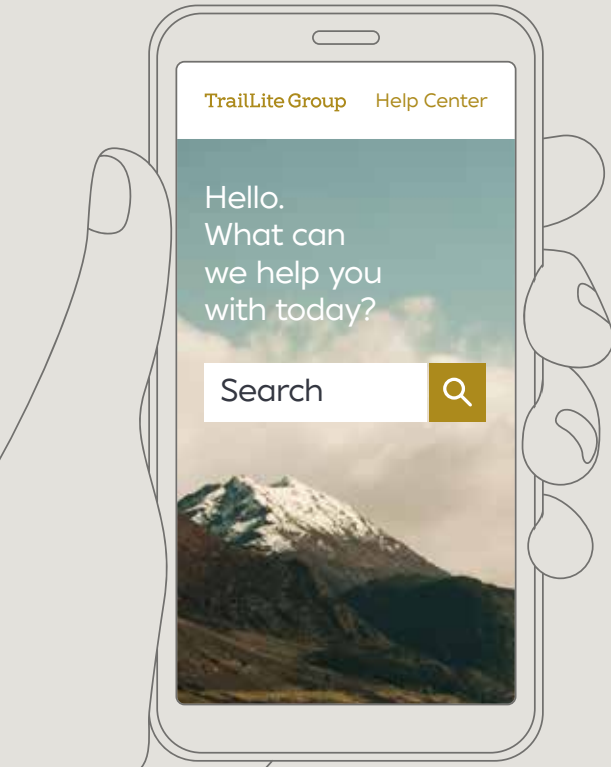 TrailLite Group Help Center
Hello.
What can
we help you
with today?
Search